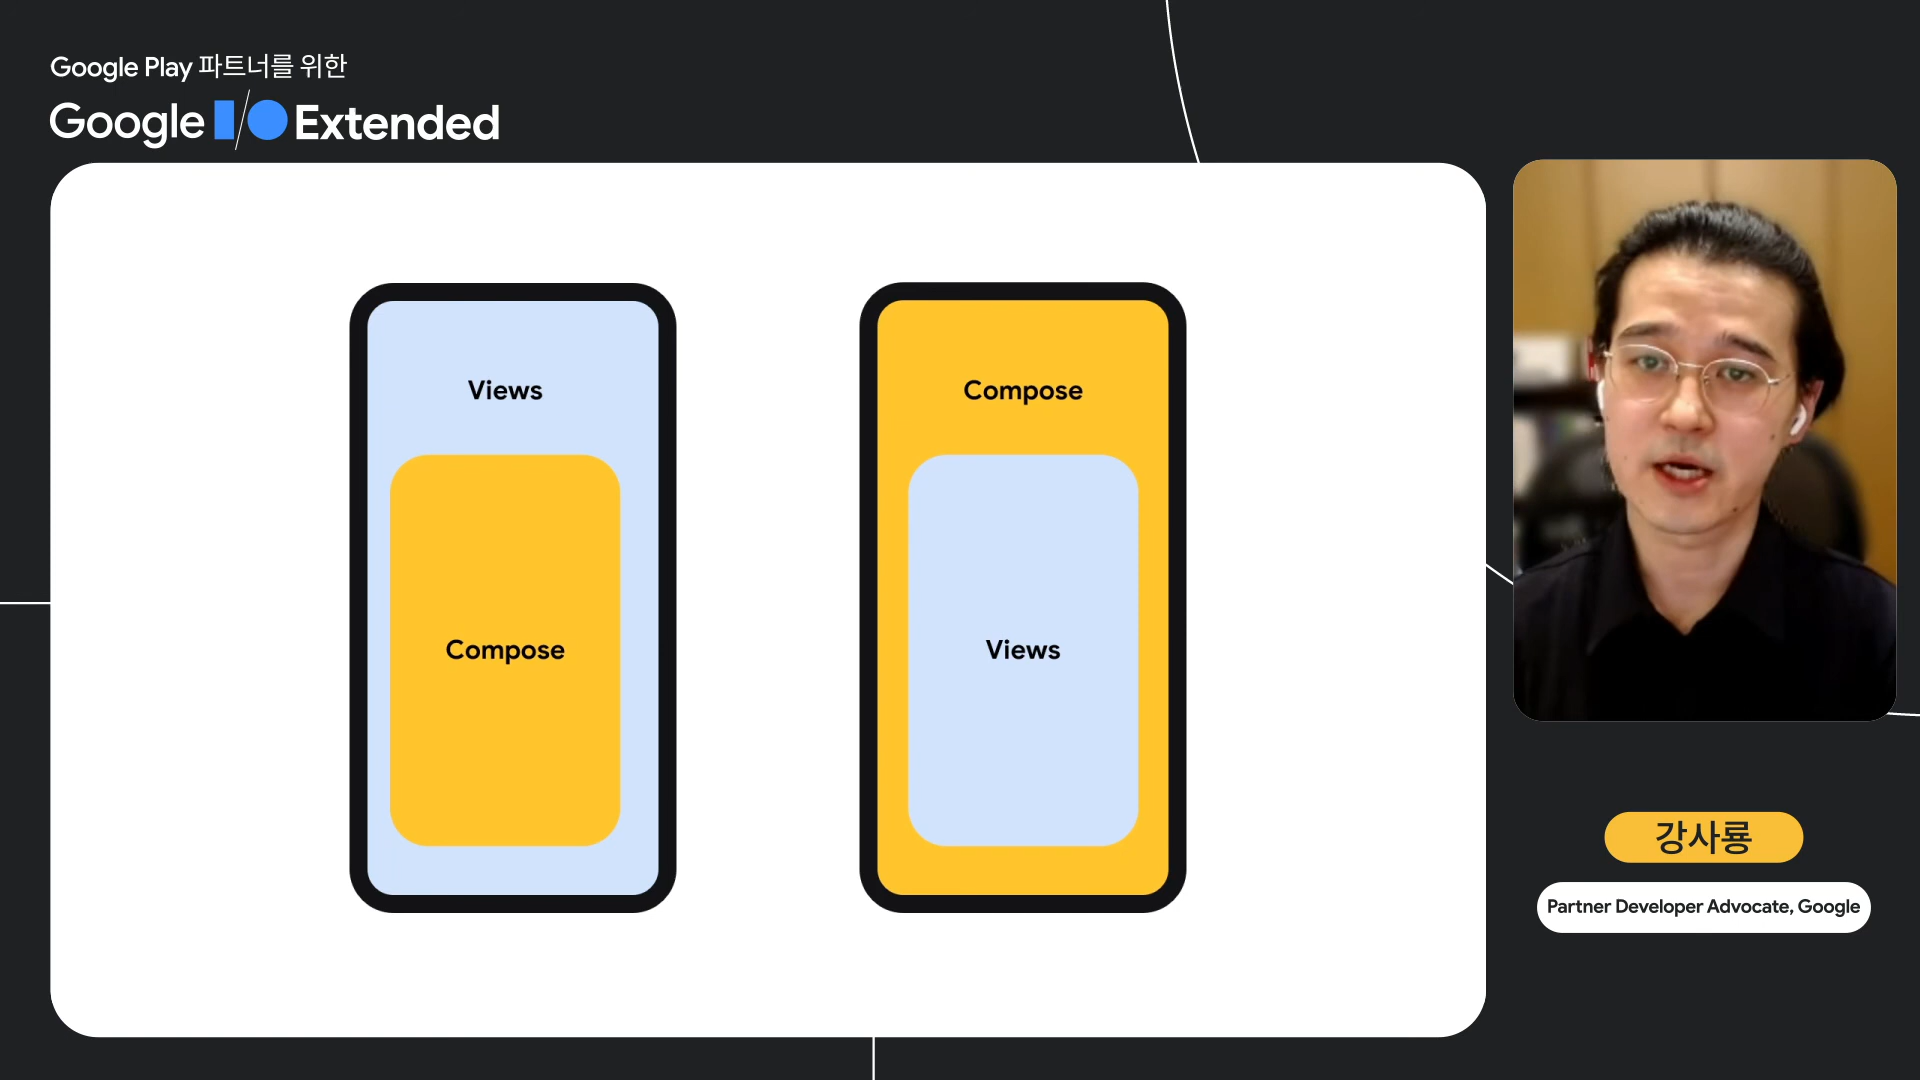 Google Play 파트너를 위한
Google I/O Extended
Views
Compose
Compose
Views
강사룡
Partner Developer Advocate, Google